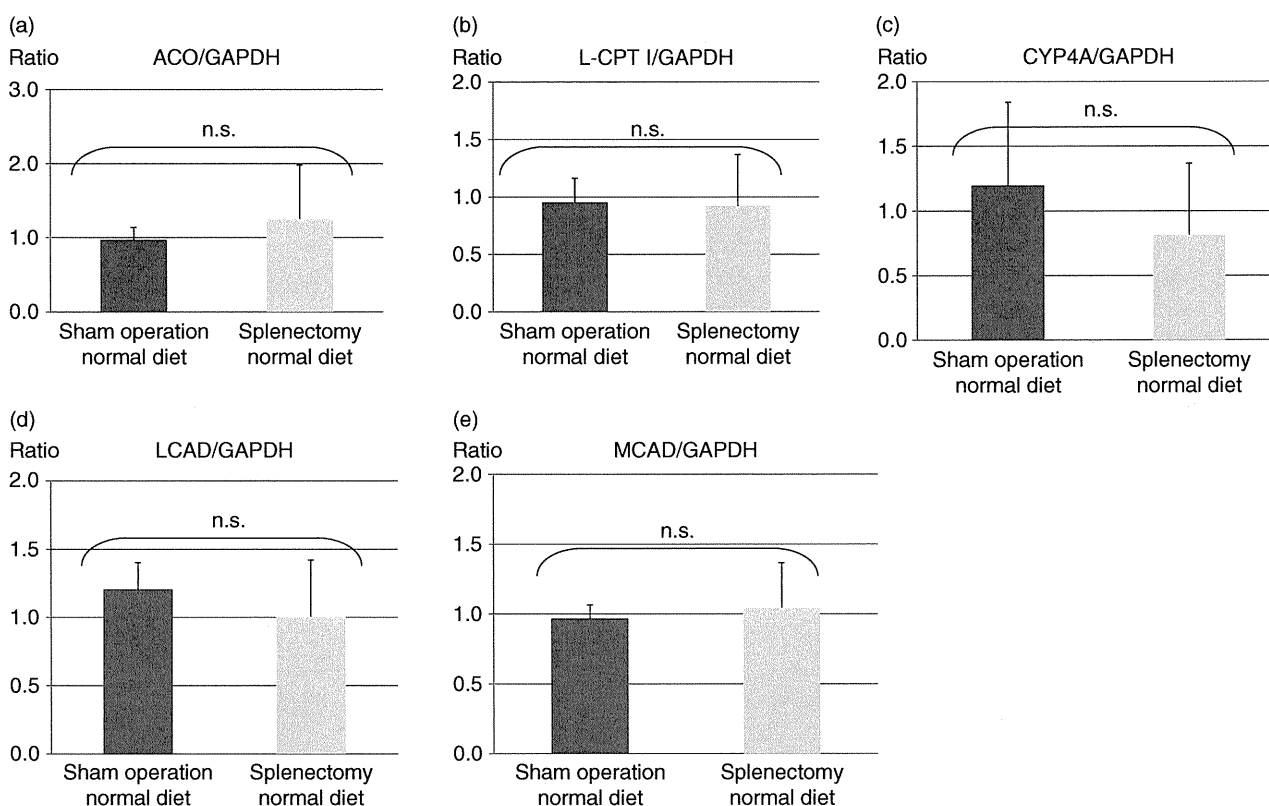 (a)
Ratio ACO/GAPDH
3.0
n.s.
2.0
1.0
0.0
Sham operation Splenectomy
normal diet normal diet
(b)
Ratio L-CPT I/GAPDH
2.0
1.5
n.s.
1.0
0.5
0.0
Sham operation Splenectomy
normal diet normal diet
(c)
Ratio CYP4A/GAPDH
2.0
n.s.
1.5
1.0
0.5
0.0
Sham operation Splenectomy
normal diet normal diet
(d)
Ratio LCAD/GAPDH
2.0
n.s.
1.5
1.0
0.5
0.0
Sham operation Splenectomy
normal diet normal diet
(e)
Ratio MCAD/GAPDH
2.0
n.s.
1.5
1.0
0.5
0.0
Sham operation Splenectomy
normal diet normal diet